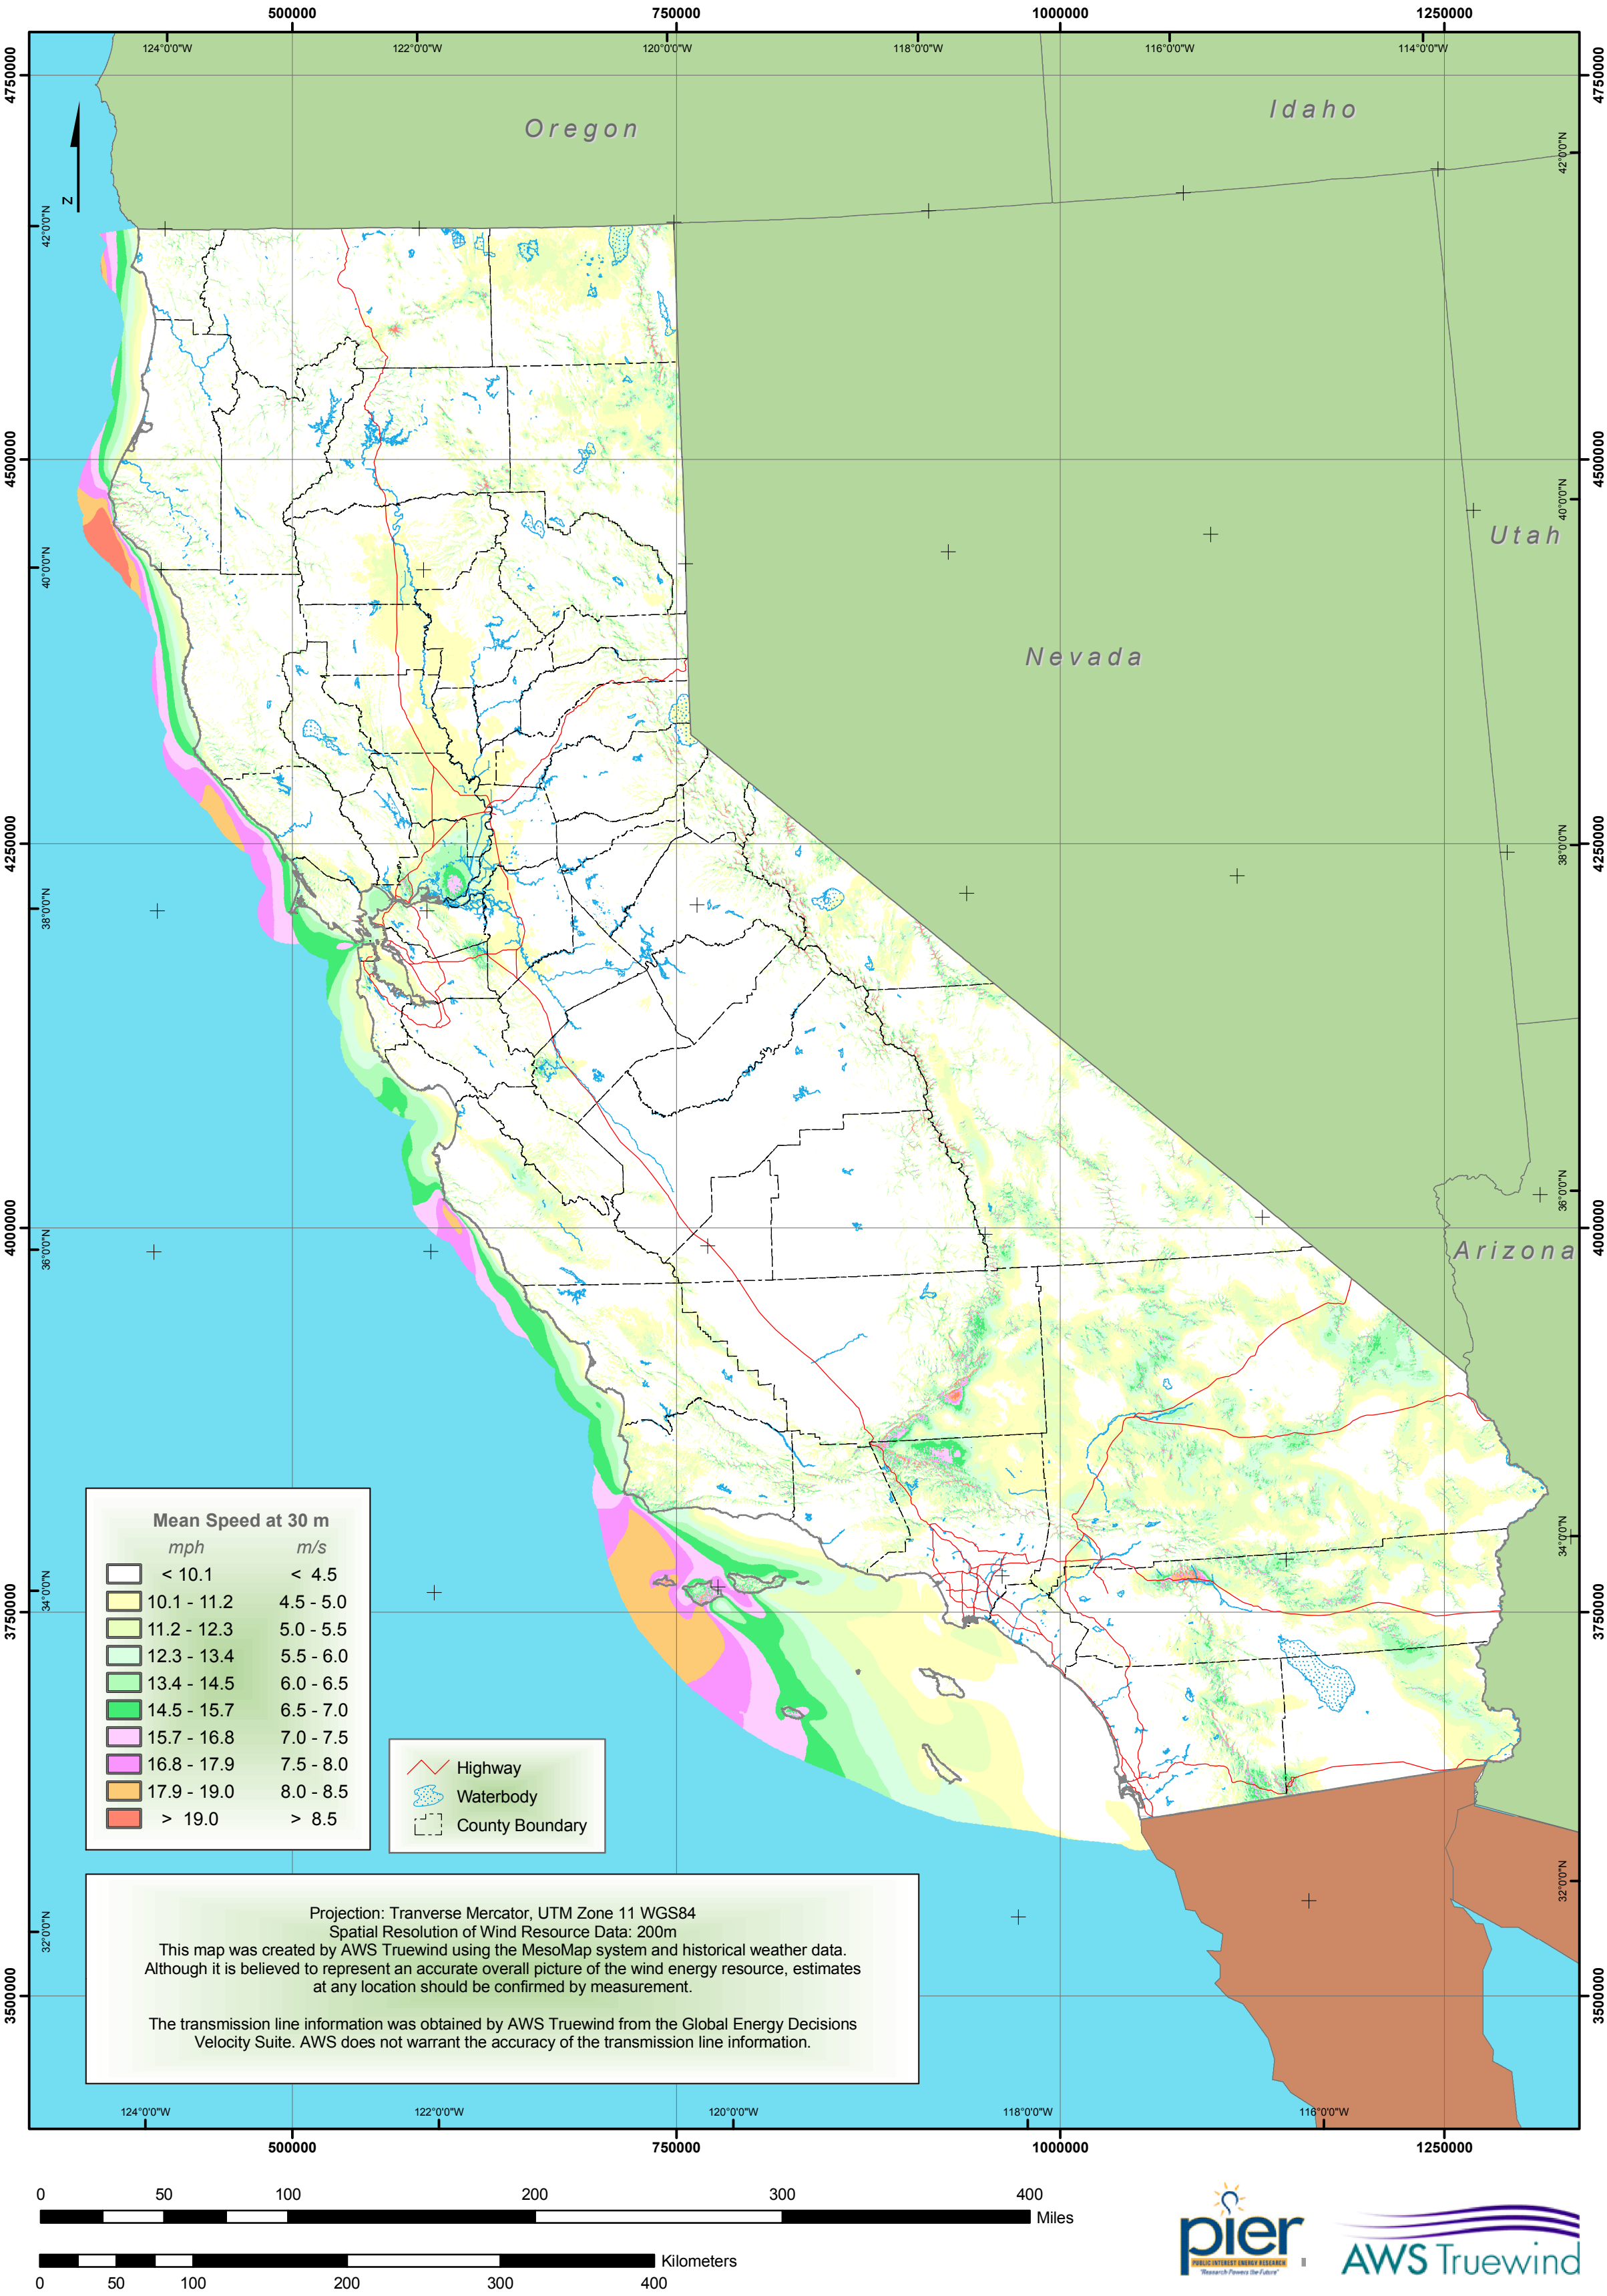 500000 750000 1000000 1250000
124°0'0"W 122°0'0"W 120°0'0"W 118°0'0"W 116°0'0"W 114°0'0"W
4750000 4750000
Idaho
Oregon
42°0'0"N
N
42°0'0"N
4500000 4500000
40°0'0"N
Utah
40°0'0"N
Nevada
4250000 4250000
38°0'0"N
38°0'0"N
36°0'0"N
4000000 4000000
36°0'0"N
Arizona
Mean Speed at 30 m
mph m/s
< 10.1 < 4.5
10.1 - 11.2 4.5 - 5.0
11.2 - 12.3 5.0 - 5.5
12.3 - 13.4 5.5 - 6.0
13.4 - 14.5 6.0 - 6.5
14.5 - 15.7 6.5 - 7.0
15.7 - 16.8 7.0 - 7.5
16.8 - 17.9 7.5 - 8.0
17.9 - 19.0 8.0 - 8.5
> 19.0 > 8.5
34°0'0"N
34°0'0"N
3750000 3750000
Highway
Waterbody
County Boundary
32°0'0"N
32°0'0"N
3500000 3500000
Projection: Tranverse Mercator, UTM Zone 11 WGS84
Spatial Resolution of Wind Resource Data: 200m
This map was created by AWS Truewind using the MesoMap system and historical weather data.
Although it is believed to represent an accurate overall picture of the wind energy resource, estimates
at any location should be confirmed by measurement.
The transmission line information was obtained by AWS Truewind from the Global Energy Decisions
Velocity Suite. AWS does not warrant the accuracy of the transmission line information.
124°0'0"W 122°0'0"W 120°0'0"W 118°0'0"W 116°0'0"W
500000 750000 1000000 1250000
0 50 100 200 300 400
Miles
Kilometers
0 50 100 200 300 400
pier
PUBLIC INTEREST ENERGY RESEARCH
"Research Powers the Future"
AWS Truewind